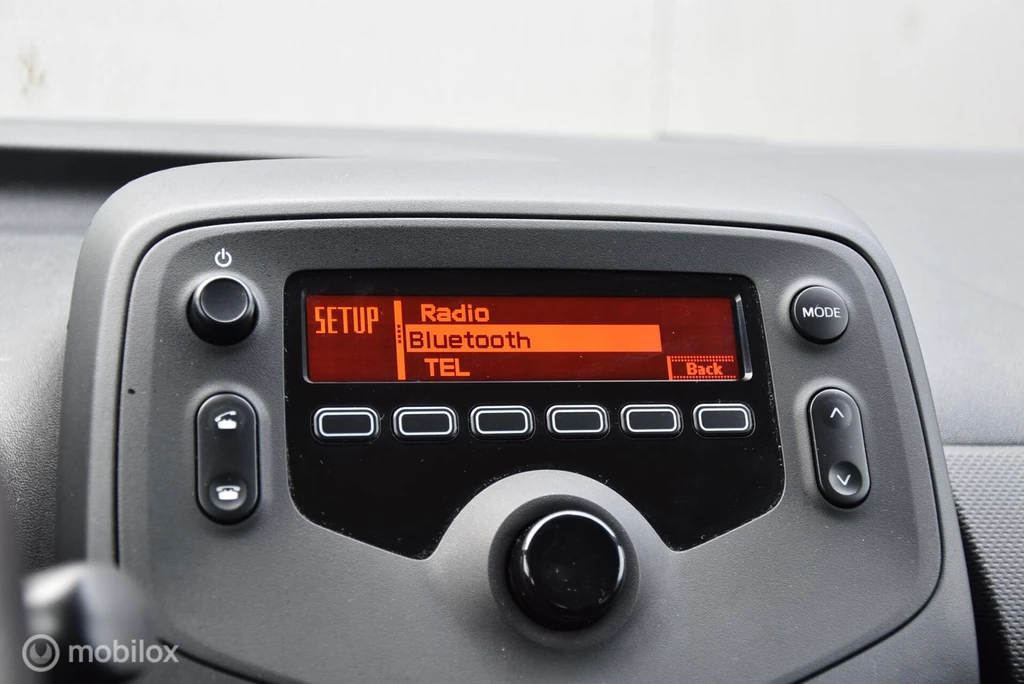 SETUP
Radio
Bluetooth
TEL
Back
MODE
mobilox